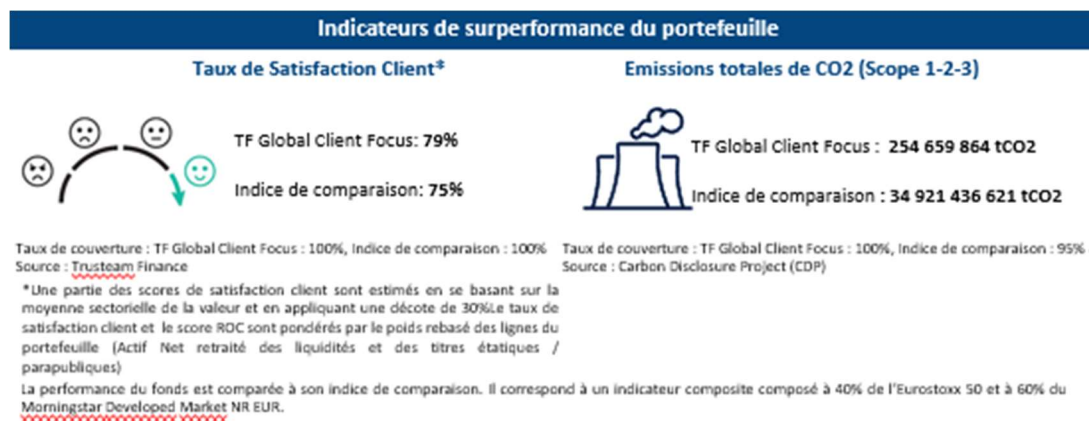 Indicateurs de surperformance du portefeuille
Taux de Satisfaction Client*
Emissions totales de CO2 (Scope 1-2-3)
TF Global Client Focus: 79%
Indice de comparaison: 75%
TF Global Client Focus : 254 659 864 tCO2
Indice de comparaison : 34 921 436 621 tCO2
Taux de couverture : TF Global Client Focus : 100%, Indice de comparaison : 100%
Source : Trusteam Finance
Taux de couverture : TF Global Client Focus : 100%, Indice de comparaison : 95%
Source : Carbon Disclosure Project (CDP)
*Une partie des scores de satisfaction client sont estimés en se basant sur la
moyenne sectorielle de la valeur et en appliquant une décote de 30%Le taux de
satisfaction client et le score ROC sont pondérés par le poids rebasé des lignes du
portefeuille (Actif Net retraité des liquidités et des titres étatiques /
parapubliques)
La performance du fonds est comparée à son indice de comparaison. Il correspond à un indicateur composite composé à 40% de l'Eurostoxx 50 et à 60% du
Morningstar Developed Market NR EUR.